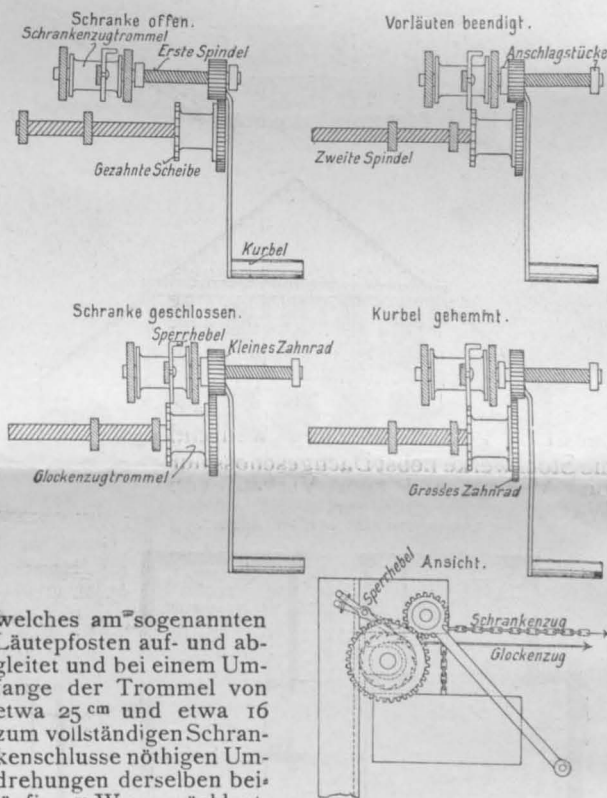 Schranke offen.
Schrankenzugtrommel
Erste Spindel
Gezahnte Scheibe
Kurbel
Vorläuten beendigt.
Anschlagstücke
Zweite Spindel
Schranke geschlossen.
Sperrhebel
Kleines Zahnrad
Glockenzugtrommel
Kurbel gehemmt.
Grosses Zahnrad
Ansicht.
Sperrhebel
Schrankenzug
Glockenzug
welches am sogenannten
Läutepfosten auf- und ab-
gleitet und bei einem Um-
fange der Trommel von
etwa 25 cm und etwa 16
zum vollständigen Schran-
kenschlusse nöthigen Um-
drehungen derselben bei-